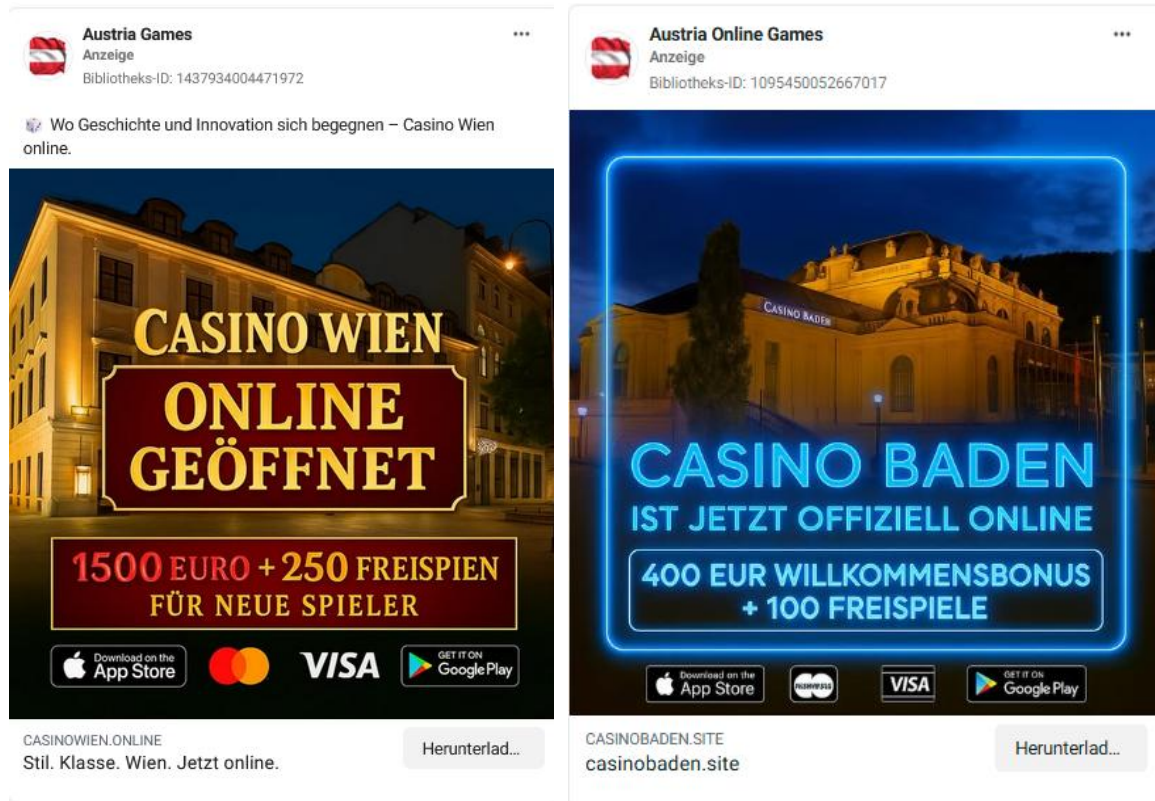 Austria Games
Anzeige
Bibliotheks-ID: 1437934004471972
Wo Geschichte und Innovation sich begegnen – Casino Wien
online.
CASINO WIEN
ONLINE
GEÖFFNET
1500 EURO + 250 FREISPIEN
FÜR NEUE SPIELER
Download on the
App Store
VISA
GET IT ON
Google Play
CASINOWIEN.ONLINE
Stil. Klasse. Wien. Jetzt online.
Herunterlad...
Austria Online Games
Anzeige
Bibliotheks-ID: 1095450052667017
CASINO BADEN
CASINO BADEN
IST JETZT OFFIZIELL ONLINE
400 EUR WILLKOMMENSBONUS
+ 100 FREISPIELE
Download on the
App Store
VISA
GET IT ON
Google Play
CASINOBADEN.SITE
casinobaden.site
Herunterlad...